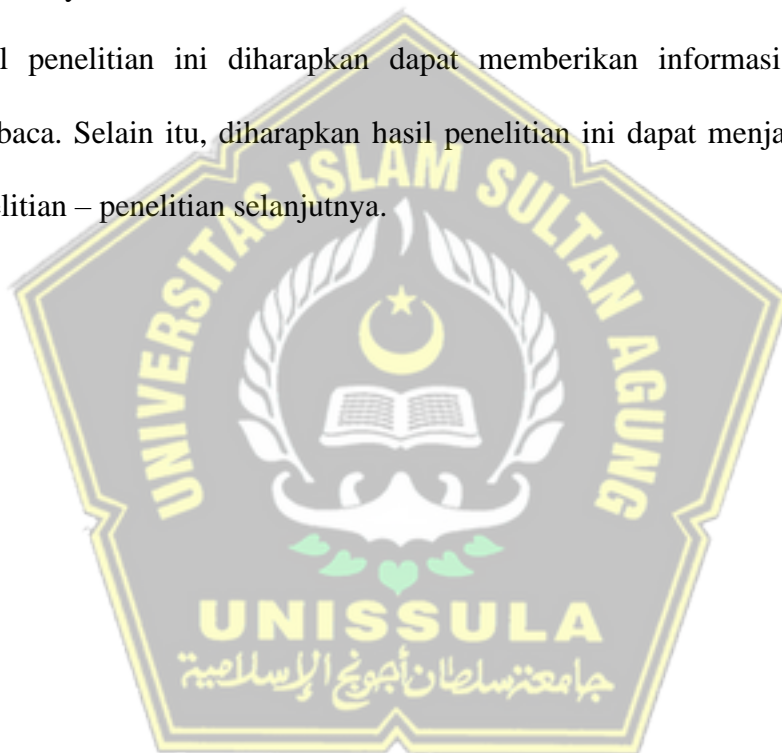 l penelitian ini diharapkan dapat memberikan informasi
baca. Selain itu, diharapkan hasil penelitian ini dapat menja
elitian – penelitian selanjutnya.
UNIVERSITAS ISLAM SULTAN AGUNG
UNISSULA
جامعة سلطان أجونج الإسلامية